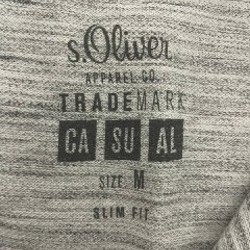 s.Oliver
APPAREL CO.
TRADEMARK
CA SU AL
SIZE M
SLIM FIT